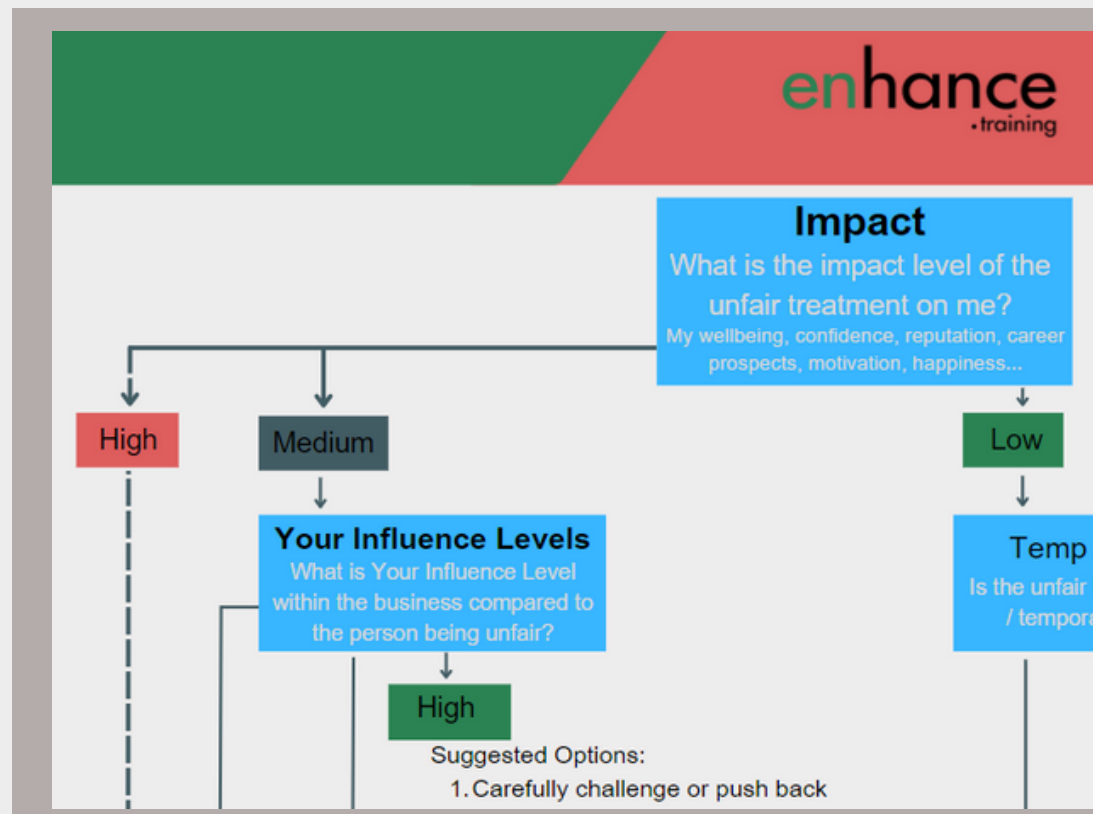 enhance
•training
Impact
What is the impact level of the
unfair treatment on me?
My wellbeing, confidence, reputation, career
prospects, motivation, happiness...
High
Medium
Low
Your Influence Levels
What is Your Influence Level
within the business compared to
the person being unfair?
Temp
Is the unfair
/ tempora
High
Suggested Options:
1. Carefully challenge or push back